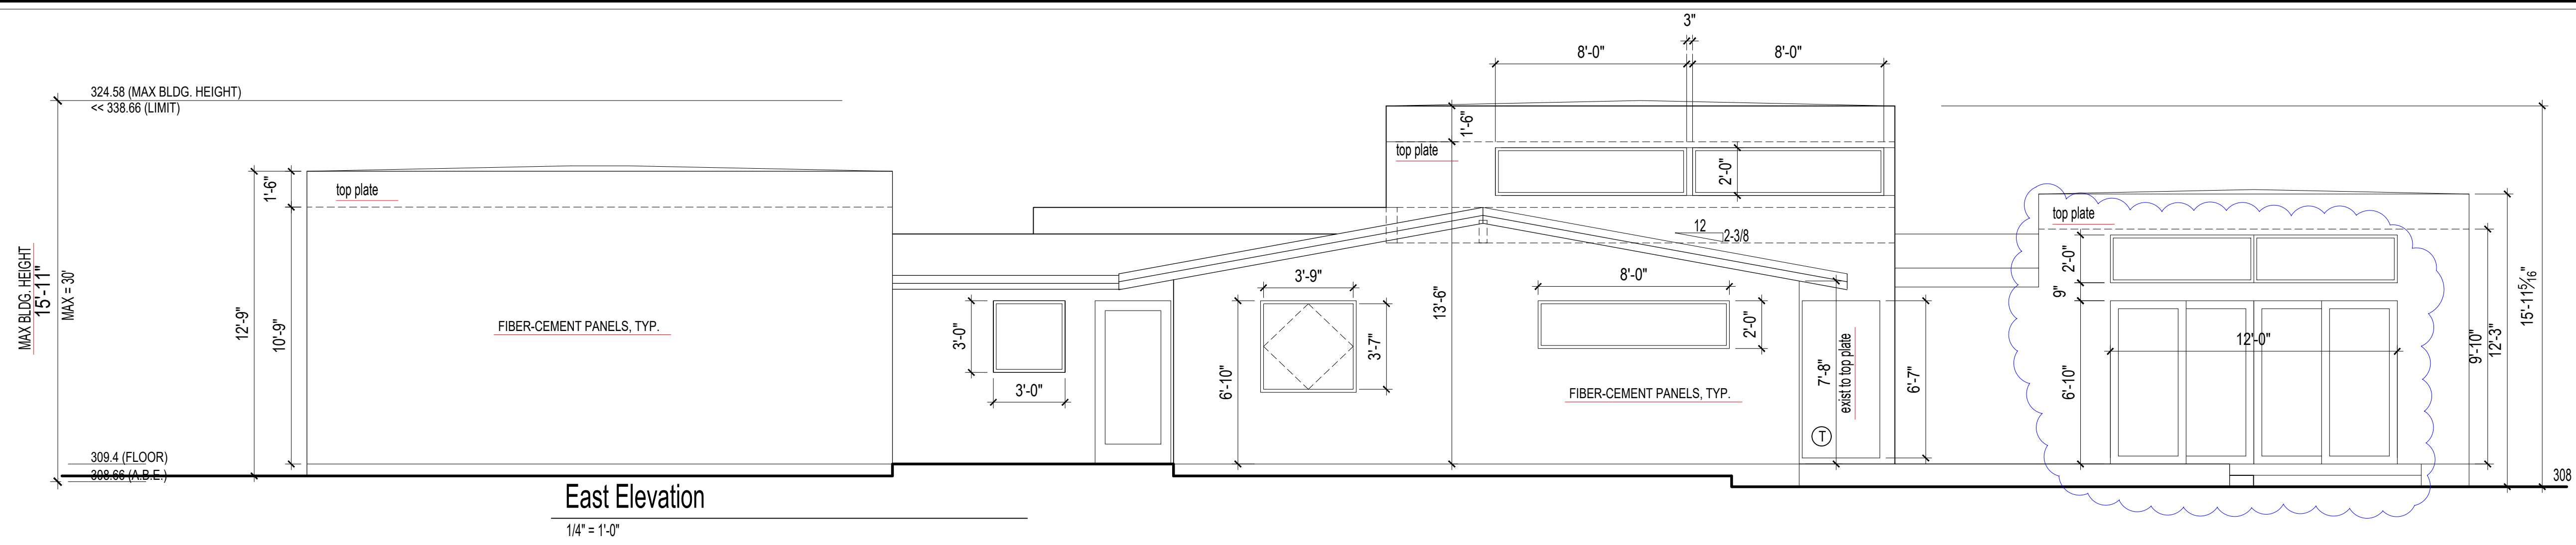 3"
8'-0"
8'-0"
324.58 (MAX BLDG. HEIGHT)
<< 338.66 (LIMIT)
1'-6"
top plate
2'-0"
1'-6"
top plate
top plate
12
2-3/8
2'-0"
9"
MAX BLDG. HEIGHT
15'-11"
MAX = 30'
12'-9"
10'-9"
FIBER-CEMENT PANELS, TYP.
3'-0"
3'-0"
3'-9"
6'-10"
3'-7"
13'-6"
8'-0"
2'-0"
FIBER-CEMENT PANELS, TYP.
7'-8"
exist to top plate
6'-7"
T
12'-0"
6'-10"
9'-10"
12'-3"
15'-11 5/16"
309.4 (FLOOR)
308.66 (A.B.E.)
308
East Elevation
1/4" = 1'-0"